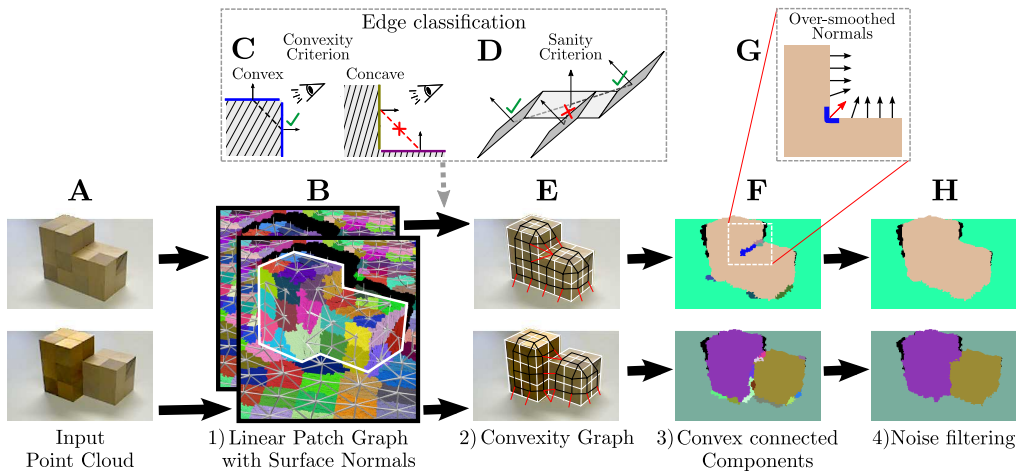 Edge classification
C
Convexity
Criterion
Convex
Concave
D
Sanity
Criterion
G
Over-smoothed
Normals
A
B
E
F
H
Input
Point Cloud
1) Linear Patch Graph
with Surface Normals
2) Convexity Graph
3) Convex connected
Components
4) Noise filtering